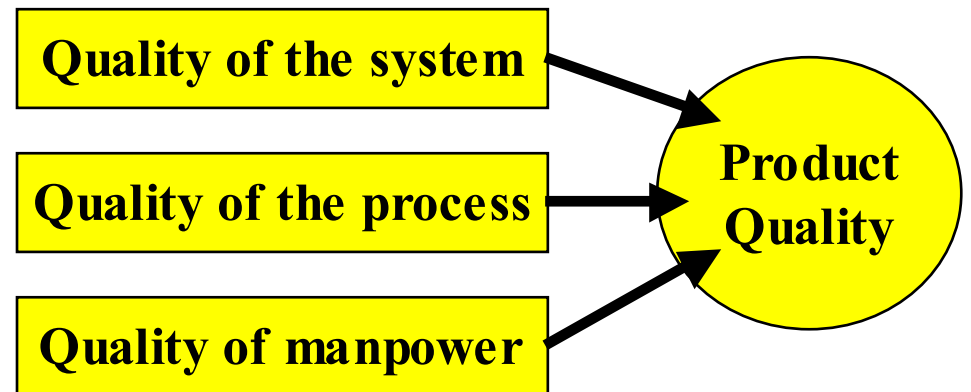 Quality of the system
Quality of the process
Quality of manpower
Product
Quality